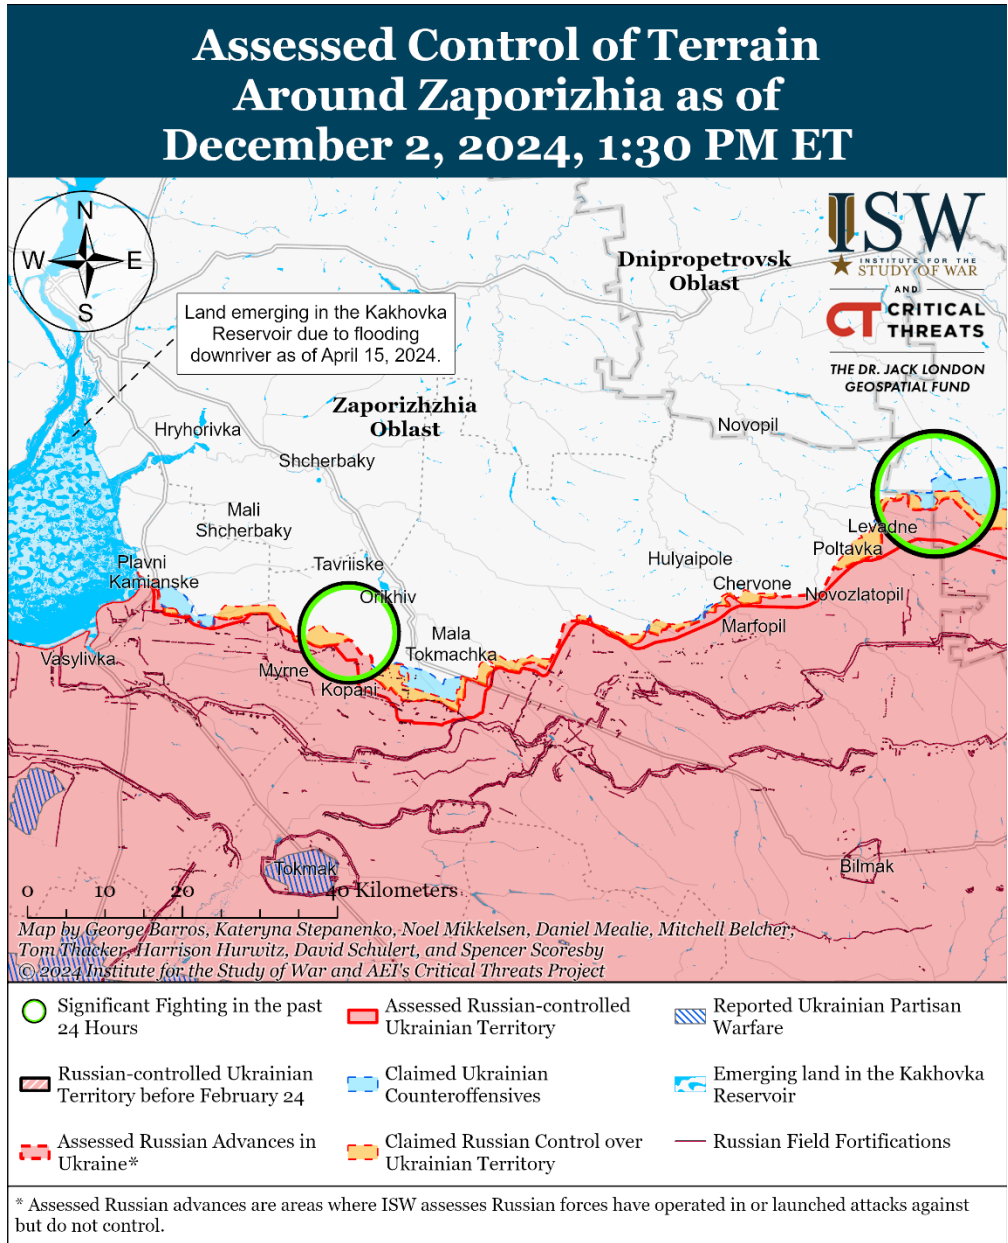 Assessed Control of Terrain
Around Zaporizhia as of
December 2, 2024, 1:30 PM ET
N
W
E
S
ISW
INSTITUTE FOR THE
STUDY OF WAR
AND
CT CRITICAL
THREATS
THE DR. JACK LONDON
GEOSPATIAL FUND
Dnipropetrovsk
Oblast
Land emerging in the Kakhovka
Reservoir due to flooding
downriver as of April 15, 2024.
Zaporizhzhia
Oblast
Hryhorivka
Novopil
Shcherbaky
Mali
Shcherbaky
Levadne
Plavni
Tavriiske
Hulyaipole
Poltavka
Kamianske
Orikhiv
Chervone
Novozlatopil
Mala
Tokmachka
Marfopil
Vasylivka
Myrne
Kopani
Tokmak
Bilmak
0 10 20 40 Kilometers
Map by George Barros, Kateryna Stepanenko, Noel Mikkelsen, Daniel Mealie, Mitchell Belcher,
Tom Thacker, Harrison Hurwitz, David Schulert, and Spencer Scoresby
© 2024 Institute for the Study of War and AEI's Critical Threats Project
Significant Fighting in the past
24 Hours
Assessed Russian-controlled
Ukrainian Territory
Reported Ukrainian Partisan
Warfare
Russian-controlled Ukrainian
Territory before February 24
Claimed Ukrainian
Counteroffensives
Emerging land in the Kakhovka
Reservoir
Assessed Russian Advances in
Ukraine*
Claimed Russian Control over
Ukrainian Territory
Russian Field Fortifications
* Assessed Russian advances are areas where ISW assesses Russian forces have operated in or launched attacks against
but do not control.